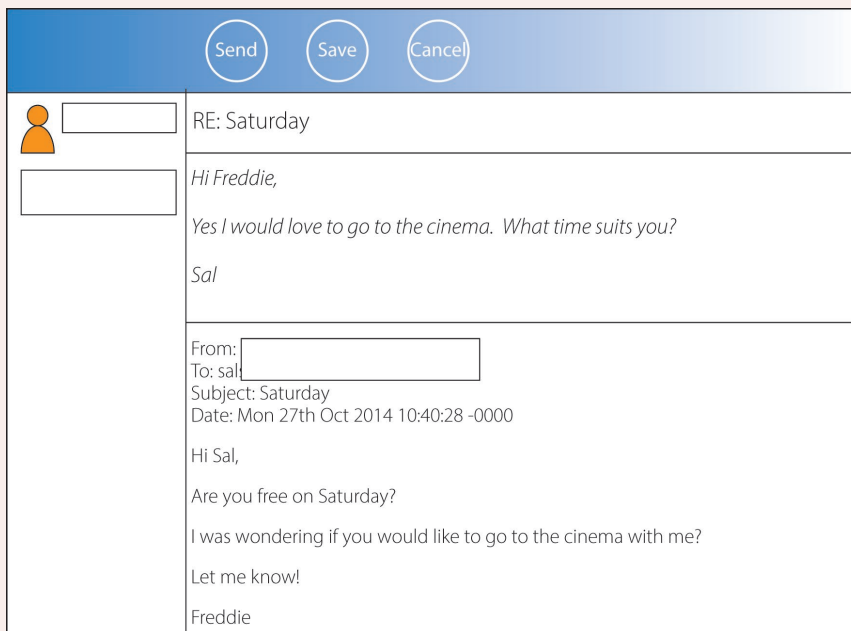 Send Save Cancel
RE: Saturday
Hi Freddie,
Yes I would love to go to the cinema. What time suits you?
Sal
From:
To:
Subject: Saturday
Date: Mon 27th Oct 2014 10:40:28 -0000
Hi Sal,
Are you free on Saturday?
I was wondering if you would like to go to the cinema with me?
Let me know!
Freddie